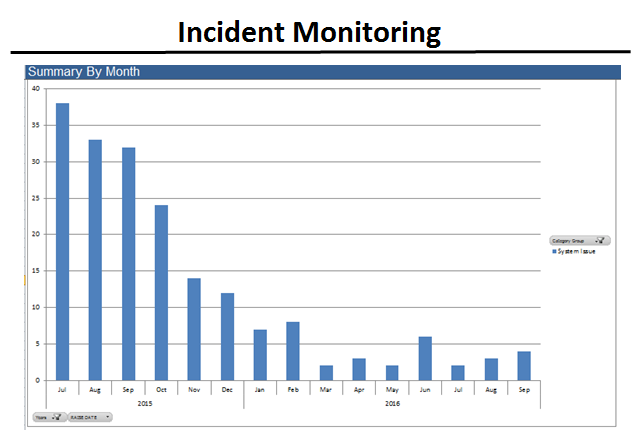 Incident Monitoring
Summary By Month
40
35
30
25
20
15
10
5
0
Jul Aug Sep Oct Nov Dec Jan Feb Mar Apr May Jun Jul Aug Sep
2015 2016
Category Group
System Issue
Years RAISE DATE